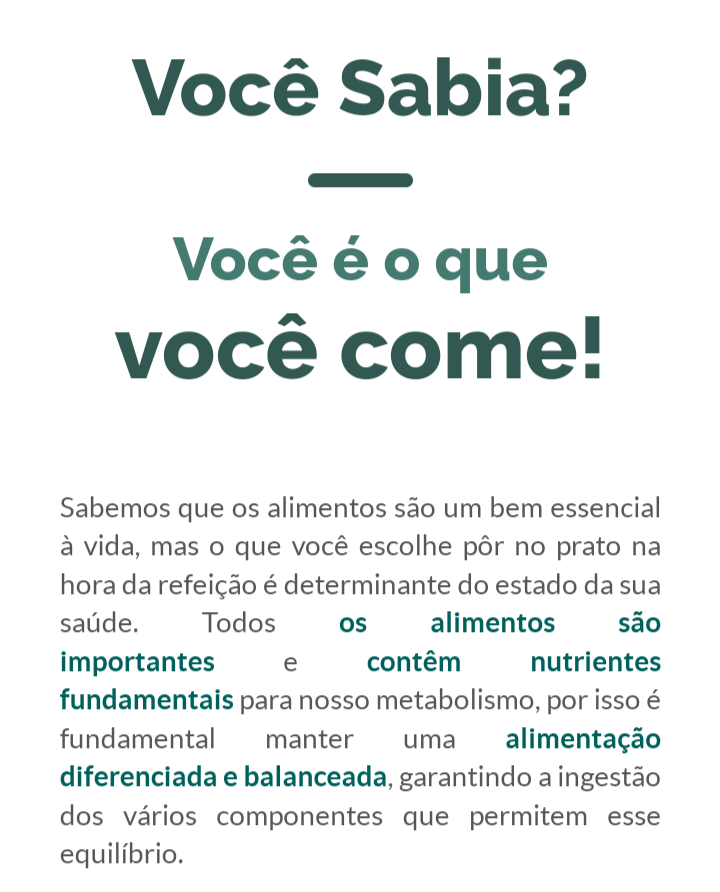 Você Sabia?
Você é o que
você come!
Sabemos que os alimentos são um bem essencial
à vida, mas o que você escolhe pôr no prato na
hora da refeição é determinante do estado da sua
saúde. Todos os alimentos são
importantes e contêm nutrientes
fundamentais para nosso metabolismo, por isso é
fundamental manter uma alimentação
diferenciada e balanceada, garantindo a ingestão
dos vários componentes que permitem esse
equilíbrio.